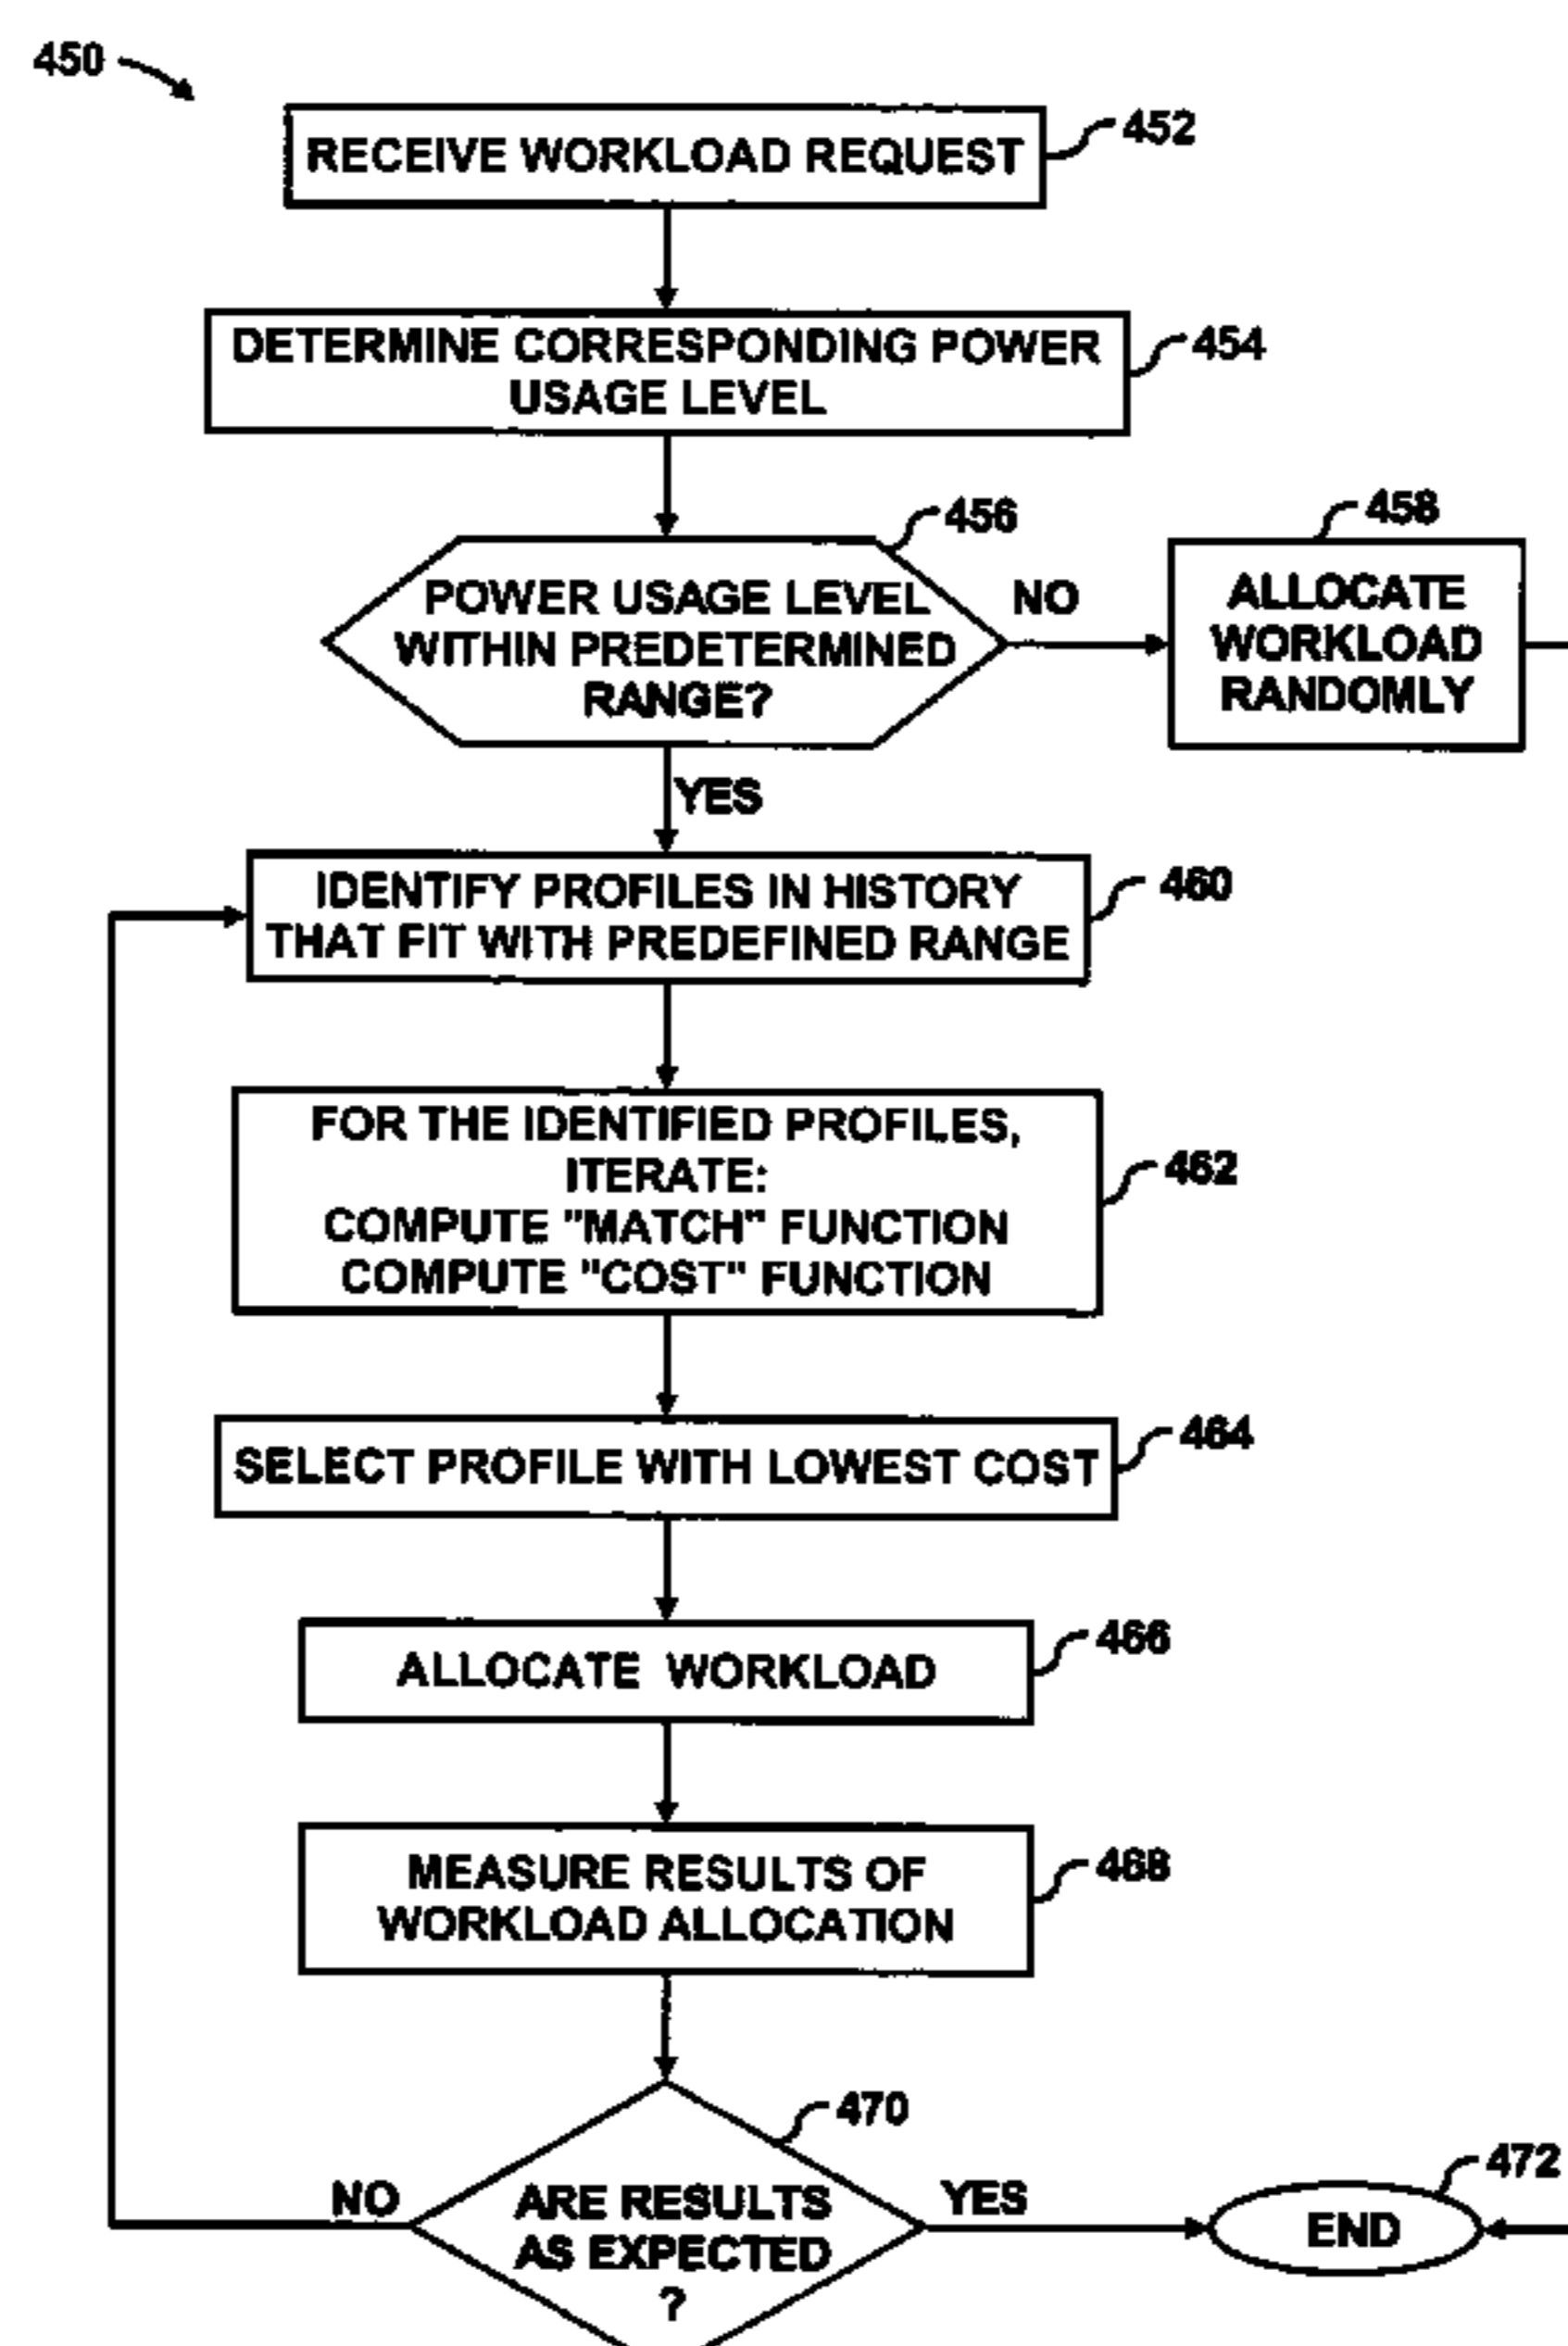 450
RECEIVE WORKLOAD REQUEST
452
DETERMINE CORRESPONDING POWER
USAGE LEVEL
454
456
POWER USAGE LEVEL
WITHIN PREDETERMINED
RANGE?
NO
458
ALLOCATE
WORKLOAD
RANDOMLY
YES
IDENTIFY PROFILES IN HISTORY
THAT FIT WITH PREDEFINED RANGE
460
FOR THE IDENTIFIED PROFILES,
ITERATE:
COMPUTE "MATCH" FUNCTION
COMPUTE "COST" FUNCTION
462
SELECT PROFILE WITH LOWEST COST
464
ALLOCATE WORKLOAD
466
MEASURE RESULTS OF
WORKLOAD ALLOCATION
468
470
NO
ARE RESULTS
AS EXPECTED
?
YES
472
END